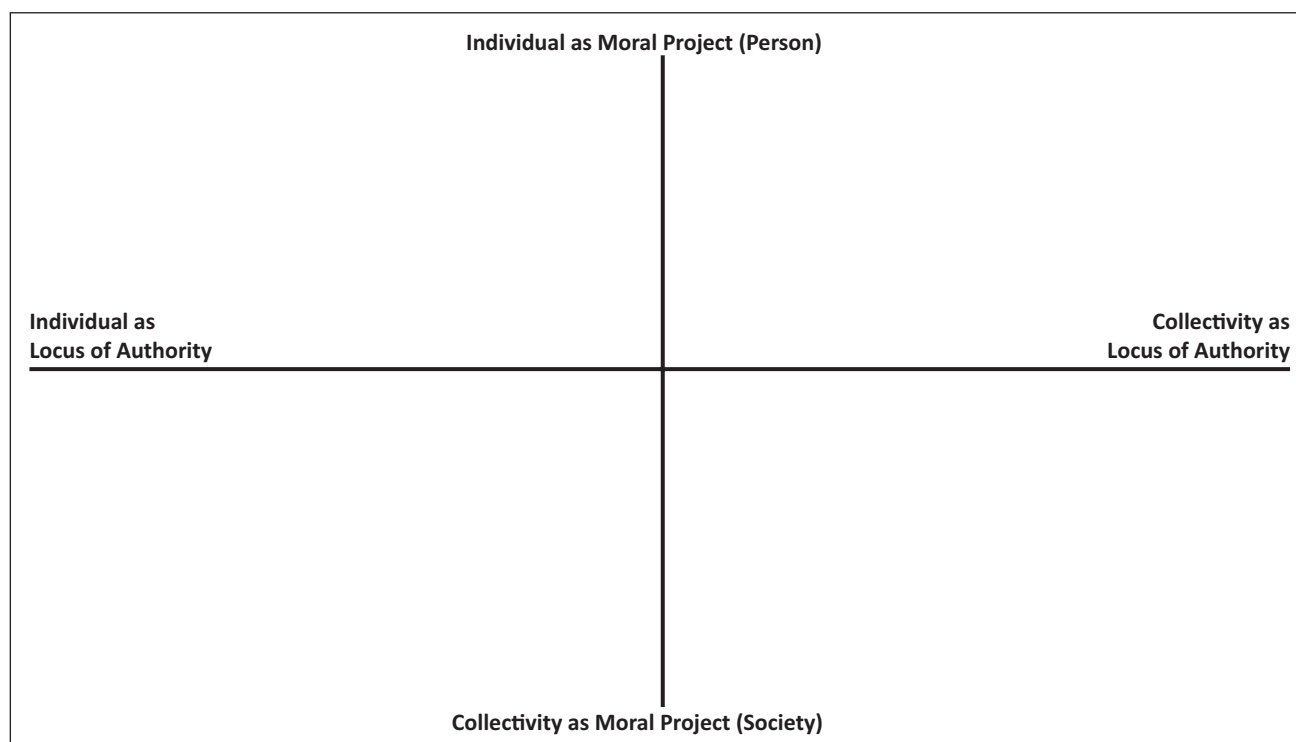 Individual as Moral Project (Person)
Individual as
Locus of Authority
Collectivity as
Locus of Authority
Collectivity as Moral Project (Society)